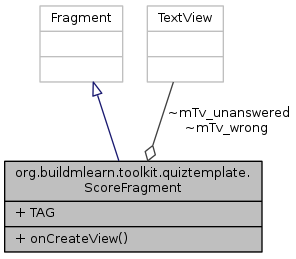 Fragment
TextView
~mTv_unanswered
~mTv_wrong
org.buildmlearn.toolkit.quiztemplate.
ScoreFragment
+ TAG
+ onCreateView()